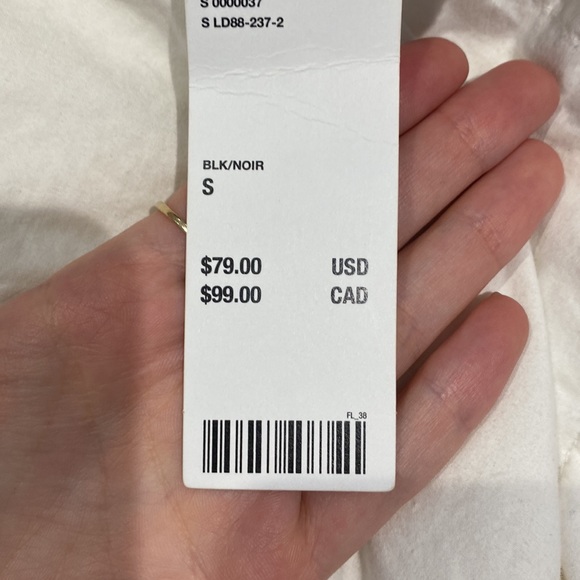 S 0000037
S LD88-237-2
BLK/NOIR
S
$79.00 USD
$99.00 CAD
FL_38